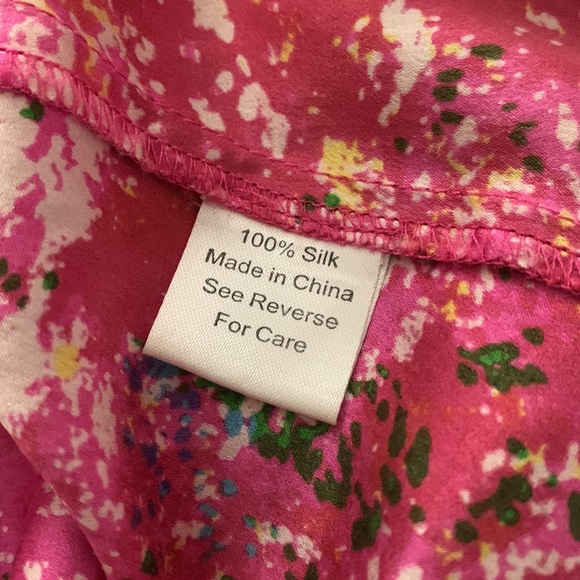 100% Silk
Made in China
See Reverse
For Care